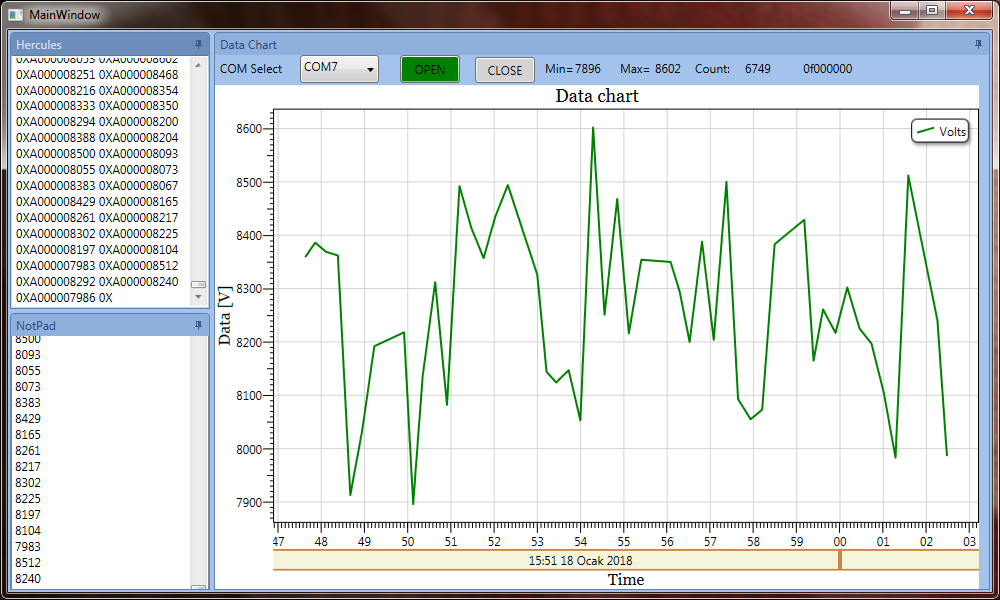 MainWindow
Hercules
0XA000008053 0XA000008602
0XA000008251 0XA000008468
0XA000008216 0XA000008354
0XA000008333 0XA000008350
0XA000008294 0XA000008200
0XA000008388 0XA000008204
0XA000008500 0XA000008093
0XA000008055 0XA000008073
0XA000008383 0XA000008067
0XA000008429 0XA000008165
0XA000008261 0XA000008217
0XA000008302 0XA000008225
0XA000008197 0XA000008104
0XA000007983 0XA000008512
0XA000008292 0XA000008240
0XA000007986 0X
NotPad
8500
8093
8055
8073
8383
8429
8165
8261
8217
8302
8225
8197
8104
7983
8512
8240
Data Chart
COM Select COM7 OPEN CLOSE Min= 7896 Max= 8602 Count: 6749 0f000000
Data chart
Volts
8600
8500
8400
8300
8200
8100
8000
7900
Data [V]
47 48 49 50 51 52 53 54 55 56 57 58 59 00 01 02 03
15:51 18 Ocak 2018
Time